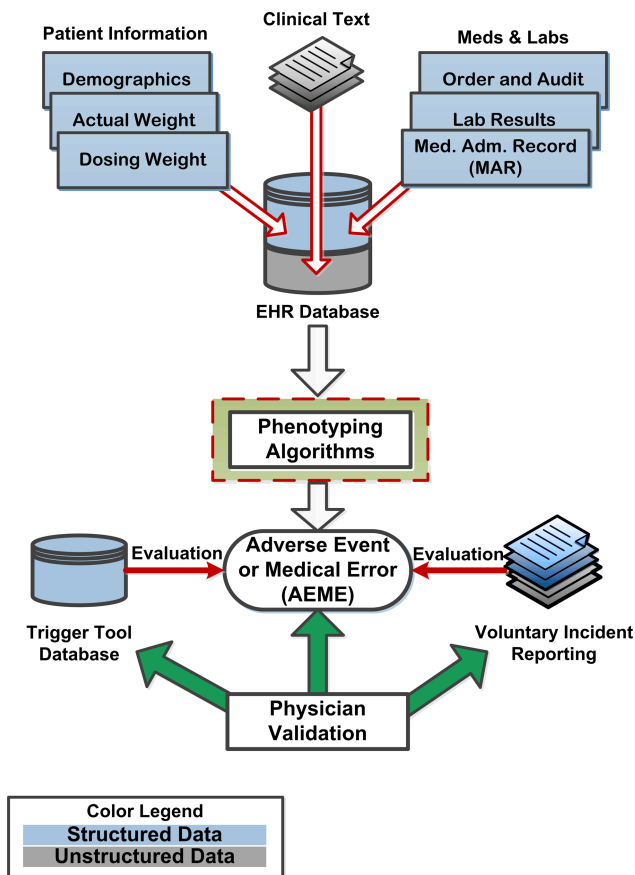 Clinical Text
Patient Information
Meds & Labs
Demographics
Actual Weight
Dosing Weight
Order and Audit
Lab Results
Med. Adm. Record
(MAR)
EHR Database
Phenotyping
Algorithms
Evaluation
Adverse Event
or Medical Error
(AEME)
Evaluation
Trigger Tool
Database
Voluntary Incident
Reporting
Physician
Validation
Color Legend
Structured Data
Unstructured Data